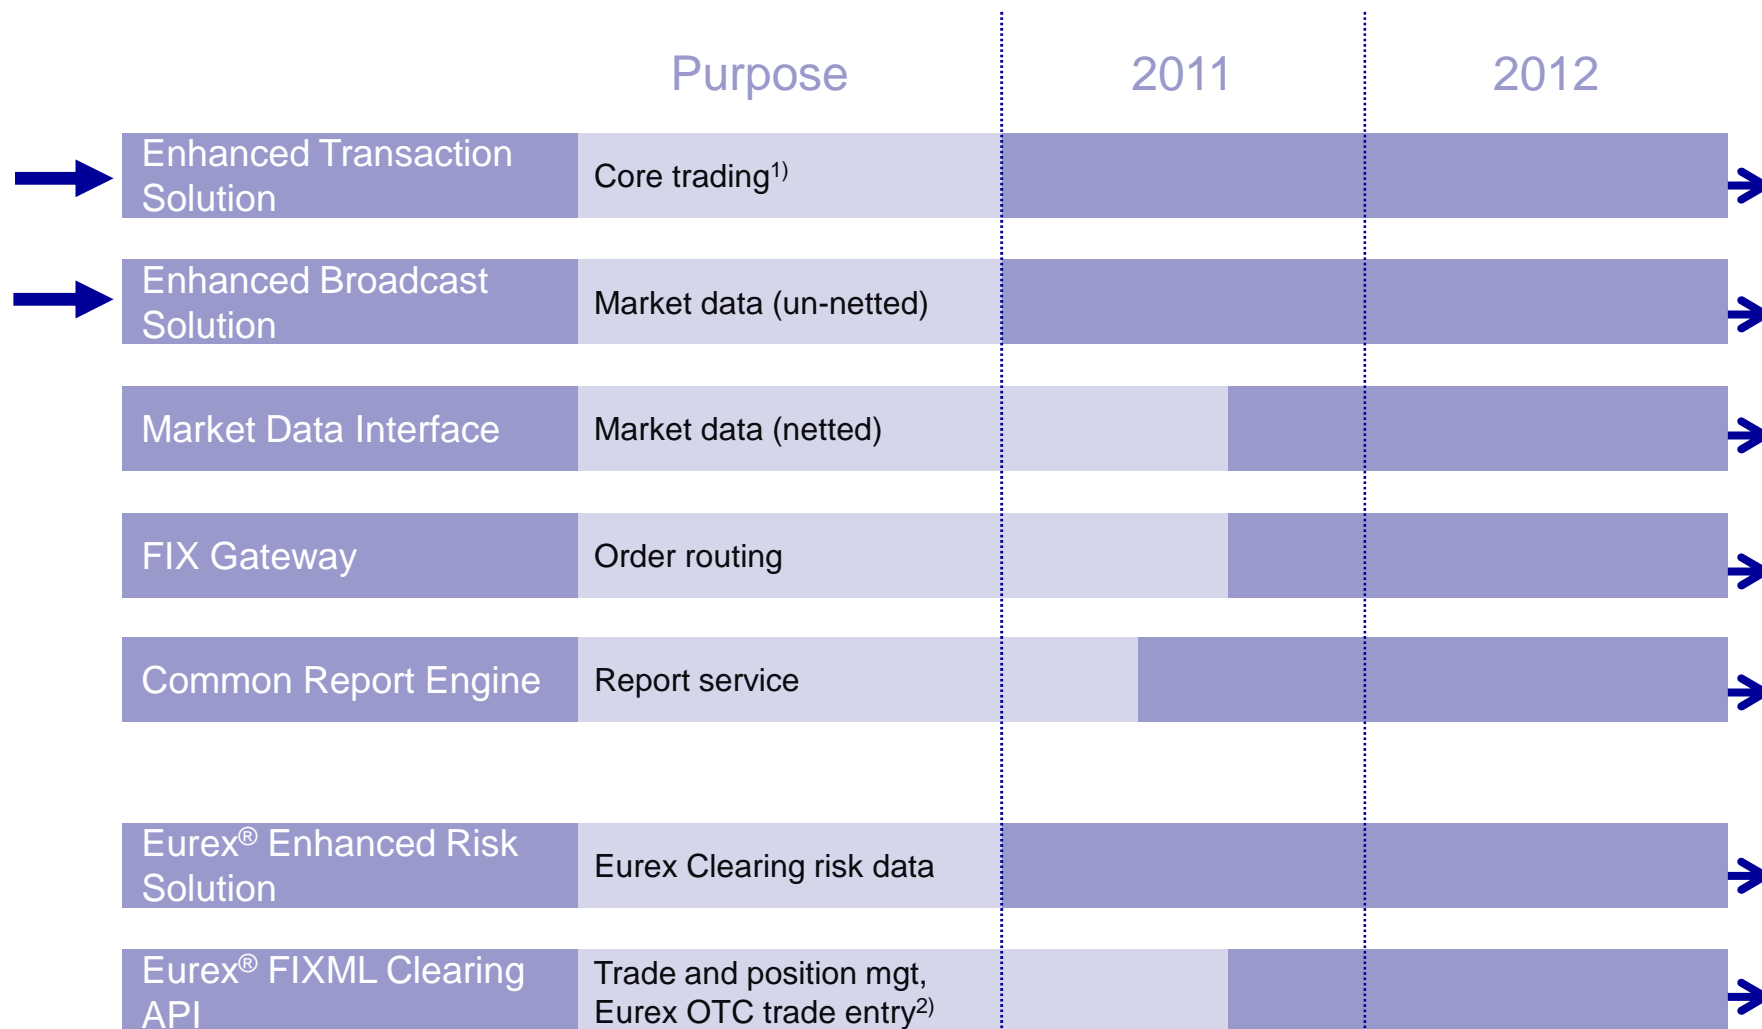 Purpose 2011 2012
Enhanced Transaction
Solution
Core trading1)
Enhanced Broadcast
Solution
Market data (un-netted)
Market Data Interface
Market data (netted)
FIX Gateway
Order routing
Common Report Engine
Report service
Eurex® Enhanced Risk
Solution
Eurex Clearing risk data
Eurex® FIXML Clearing
API
Trade and position mgt,
Eurex OTC trade entry2)